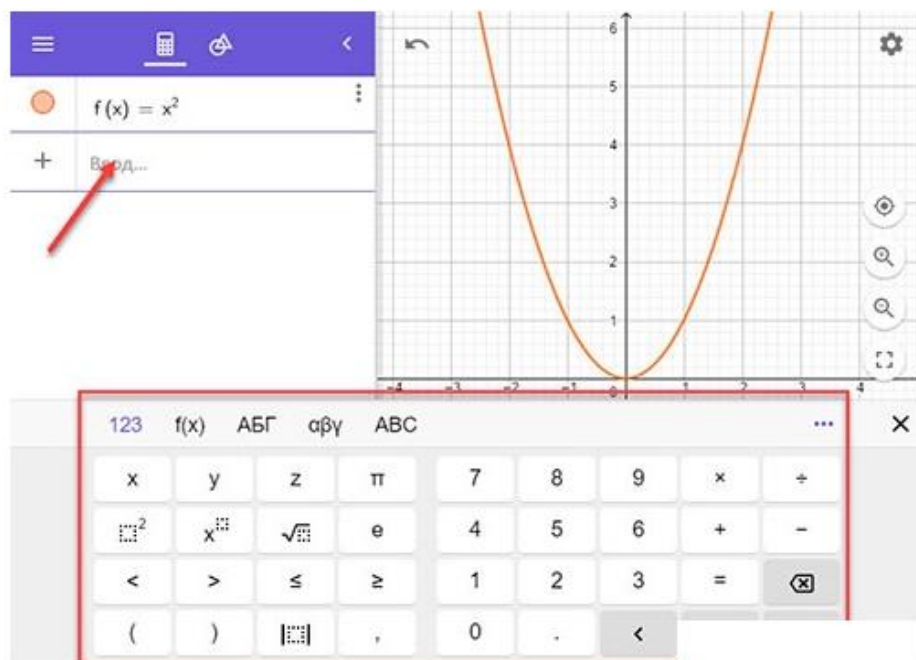 f(x) = x²
+ Ввод...
6
5
4
3
2
1
-4 -3 -2 -1 0 1 2 3 4
123 f(x) АБГ αβγ ABC ...
x y z π 7 8 9 × ÷
² x √ e 4 5 6 + −
< > ≤ ≥ 1 2 3 =
( ) | | , 0 . <